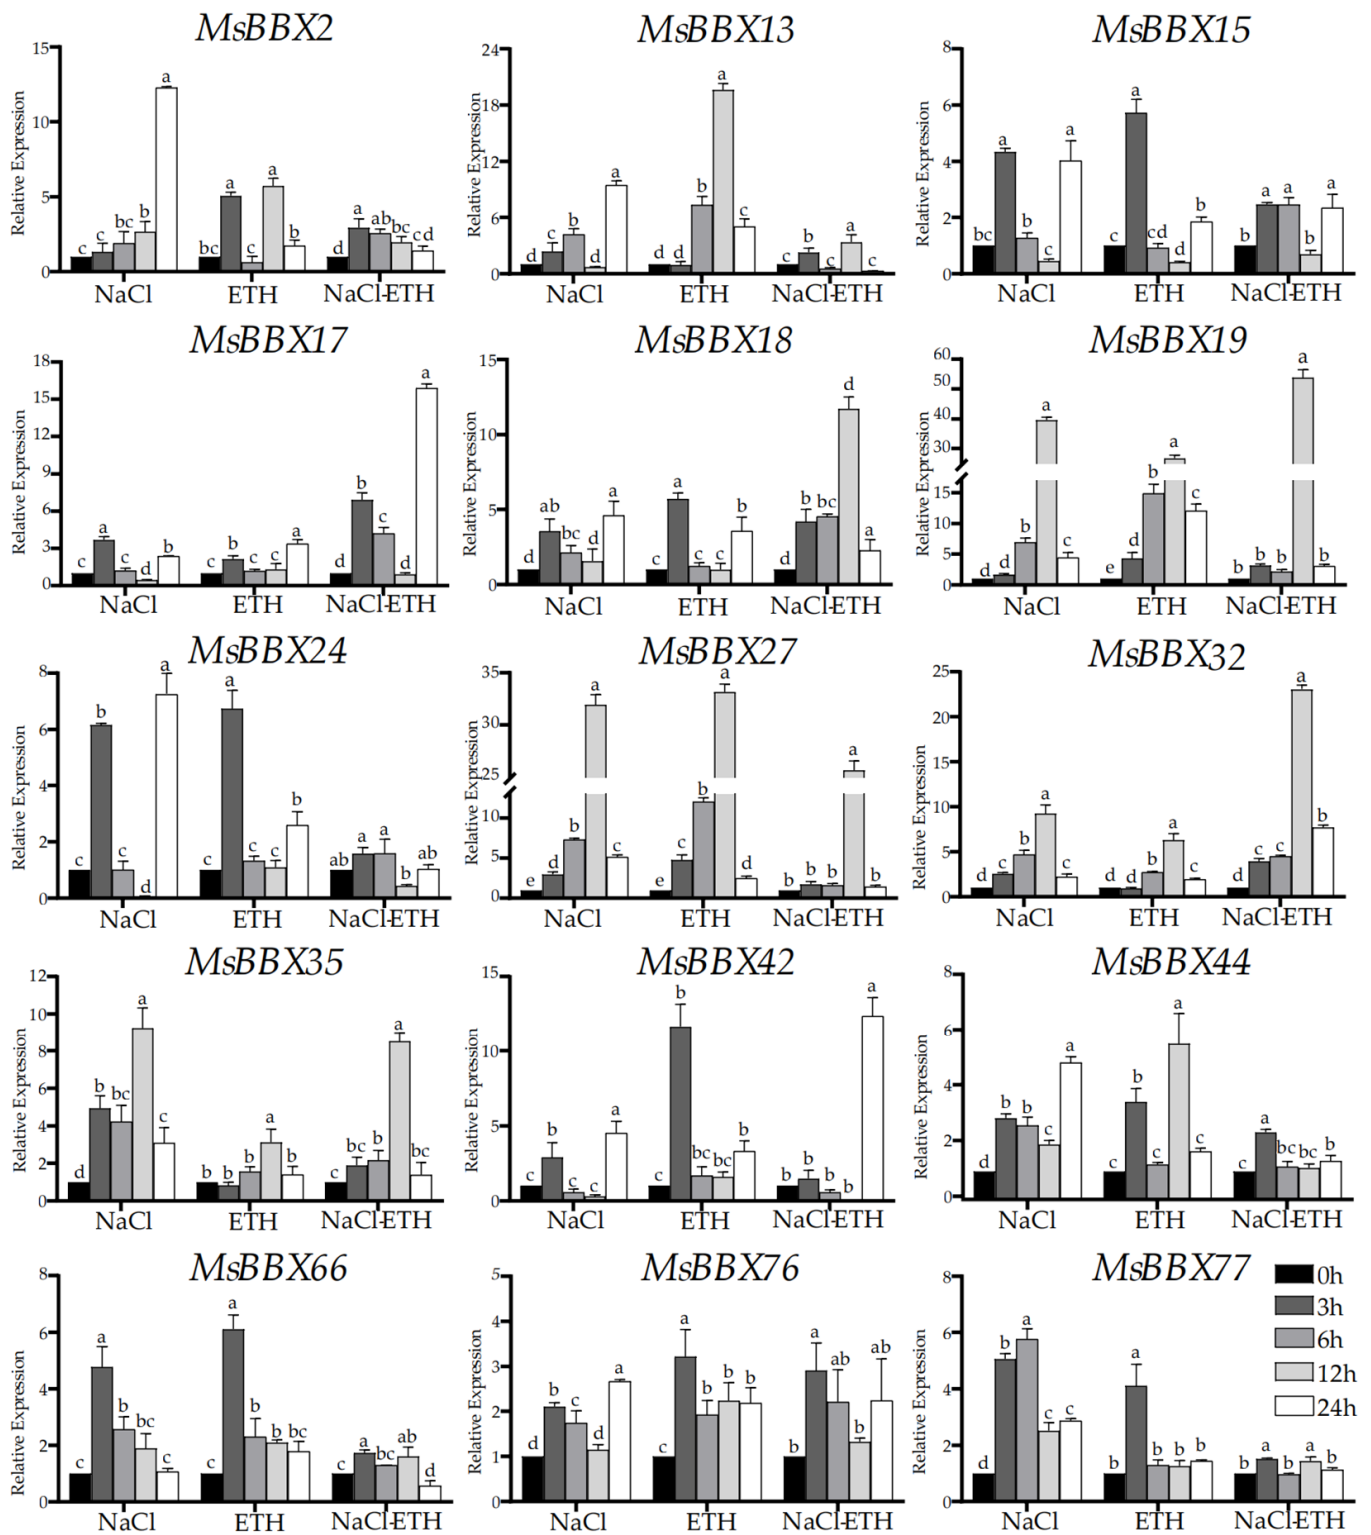 MsBBX2 MsBBX13 MsBBX15
Relative Expression
15
10
5
0
a
c c bc b a
bc a c a b
d a ab bc cd
NaCl ETH NaCl-ETH
Relative Expression
24
18
12
6
0
d c b d a
d d b a c
c b c a c
NaCl ETH NaCl-ETH
Relative Expression
8
6
4
2
0
bc a b c a
c a cd d b
b a a b a
NaCl ETH NaCl-ETH
MsBBX17 MsBBX18 MsBBX19
Relative Expression
18
15
12
9
6
3
0
c a c d b
c b c c a
d b c d a
NaCl ETH NaCl-ETH
Relative Expression
15
10
5
0
c ab bc d a
c a c c b
d b bc d a
NaCl ETH NaCl-ETH
Relative Expression
60
50
40
30
15
10
5
0
d d b a c
e d b a c
b b b a b
NaCl ETH NaCl-ETH
MsBBX24 MsBBX27 MsBBX32
Relative Expression
8
6
4
2
0
c b c d a
c a c c b
ab a a b ab
NaCl ETH NaCl-ETH
Relative Expression
35
30
25
10
5
0
e d b a c
e c b a d
b b b a b
NaCl ETH NaCl-ETH
Relative Expression
25
20
15
10
5
0
d c b a c
d d b a c
d c c a b
NaCl ETH NaCl-ETH
MsBBX35 MsBBX42 MsBBX44
Relative Expression
12
10
8
6
4
2
0
d b bc a c
b b b a b
c bc b a bc
NaCl ETH NaCl-ETH
Relative Expression
15
10
5
0
c b c c a
c b bc bc b
b b b b a
NaCl ETH NaCl-ETH
Relative Expression
8
6
4
2
0
d b b c a
c b c a c
c a bc bc b
NaCl ETH NaCl-ETH
MsBBX66 MsBBX76 MsBBX77
Relative Expression
8
6
4
2
0
c a b bc c
c a b b bc
c a bc ab d
NaCl ETH NaCl-ETH
Relative Expression
5
4
3
2
1
0
d b c d a
c a b b b
b a ab b ab
NaCl ETH NaCl-ETH
Relative Expression
8
6
4
2
0
d b a c c
b a b b b
b a b a b
NaCl ETH NaCl-ETH
0h
3h
6h
12h
24h